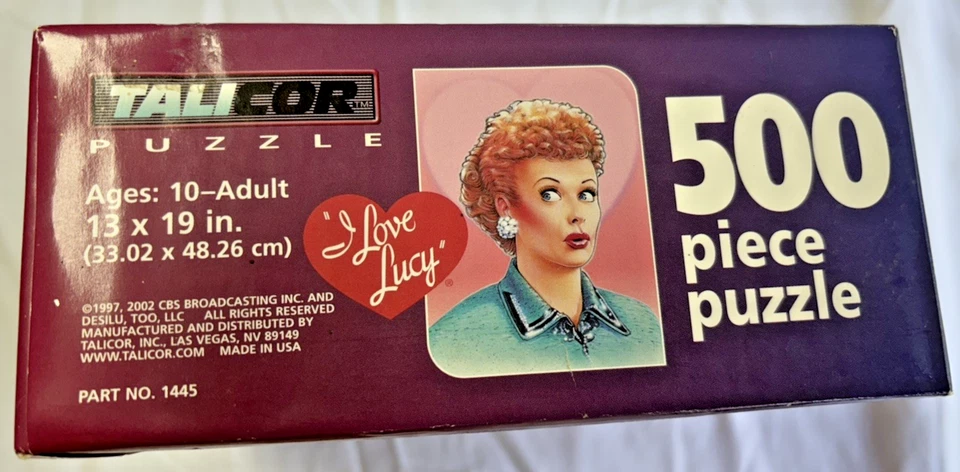 TALICOR™
PUZZLE
Ages: 10–Adult
13 x 19 in.
(33.02 x 48.26 cm)
©1997, 2002 CBS BROADCASTING INC. AND
DESILU, TOO, LLC ALL RIGHTS RESERVED
MANUFACTURED AND DISTRIBUTED BY
TALICOR, INC., LAS VEGAS, NV 89149
WWW.TALICOR.COM MADE IN USA
PART NO. 1445
"I Love
Lucy"®
500
piece
puzzle